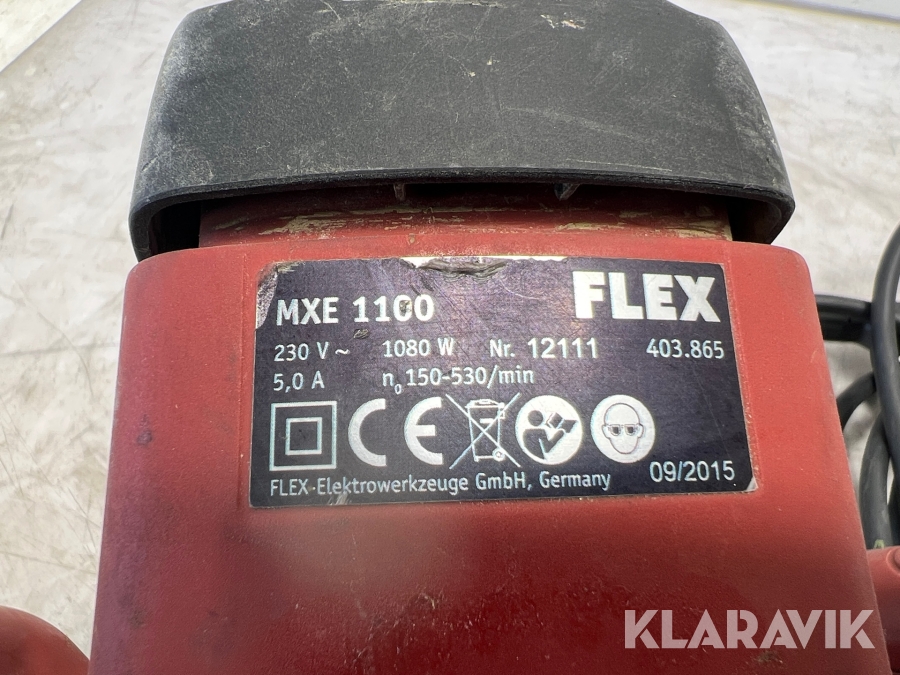 FLEX
MXE 1100
230 V ~ 1080 W Nr. 12111 403.865
5,0 A n₀ 150-530/min
CE
FLEX-Elektrowerkzeuge GmbH, Germany 09/2015
KLARAVIK